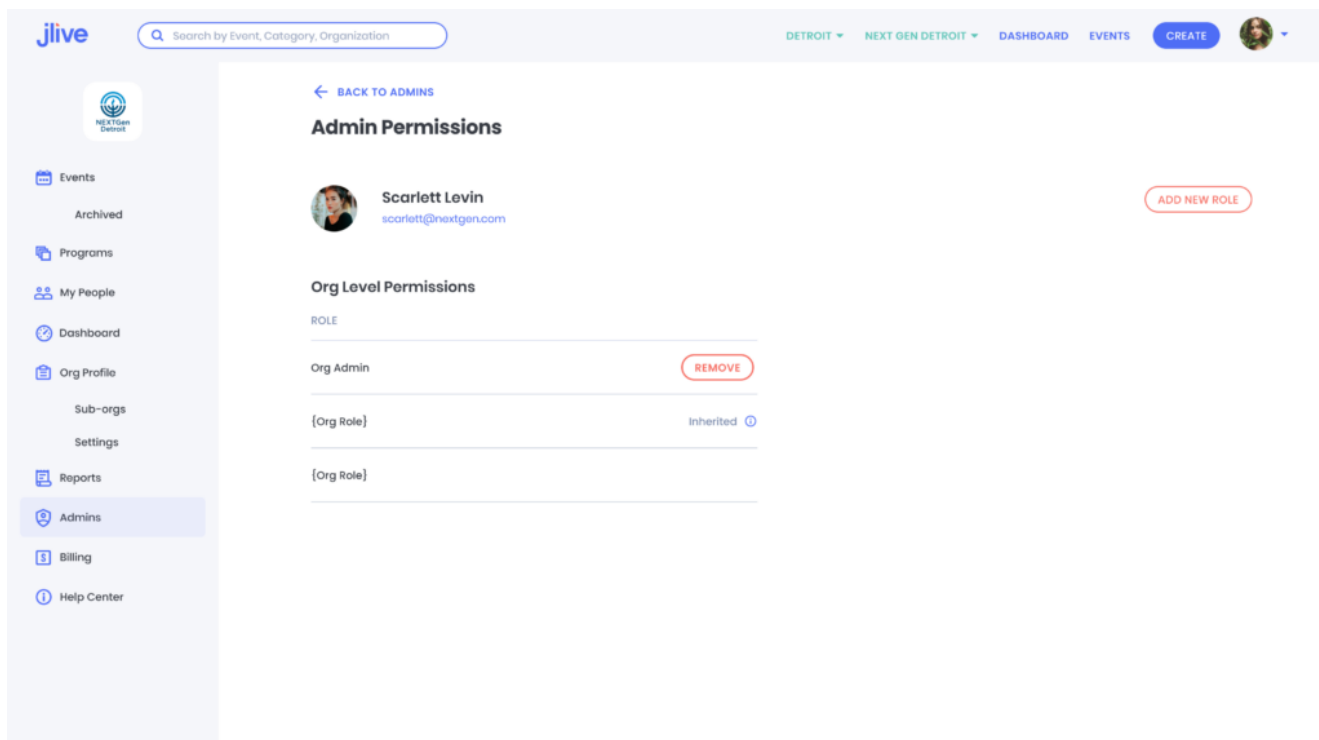 jlive
Search by Event, Category, Organization
DETROIT
NEXT GEN DETROIT
DASHBOARD
EVENTS
CREATE
NEXTGen
Detroit
Events
Archived
Programs
My People
Dashboard
Org Profile
Sub-orgs
Settings
Reports
Admins
Billing
Help Center
BACK TO ADMINS
Admin Permissions
Scarlett Levin
scarlett@nextgen.com
ADD NEW ROLE
Org Level Permissions
ROLE
Org Admin
REMOVE
{Org Role}
Inherited
{Org Role}